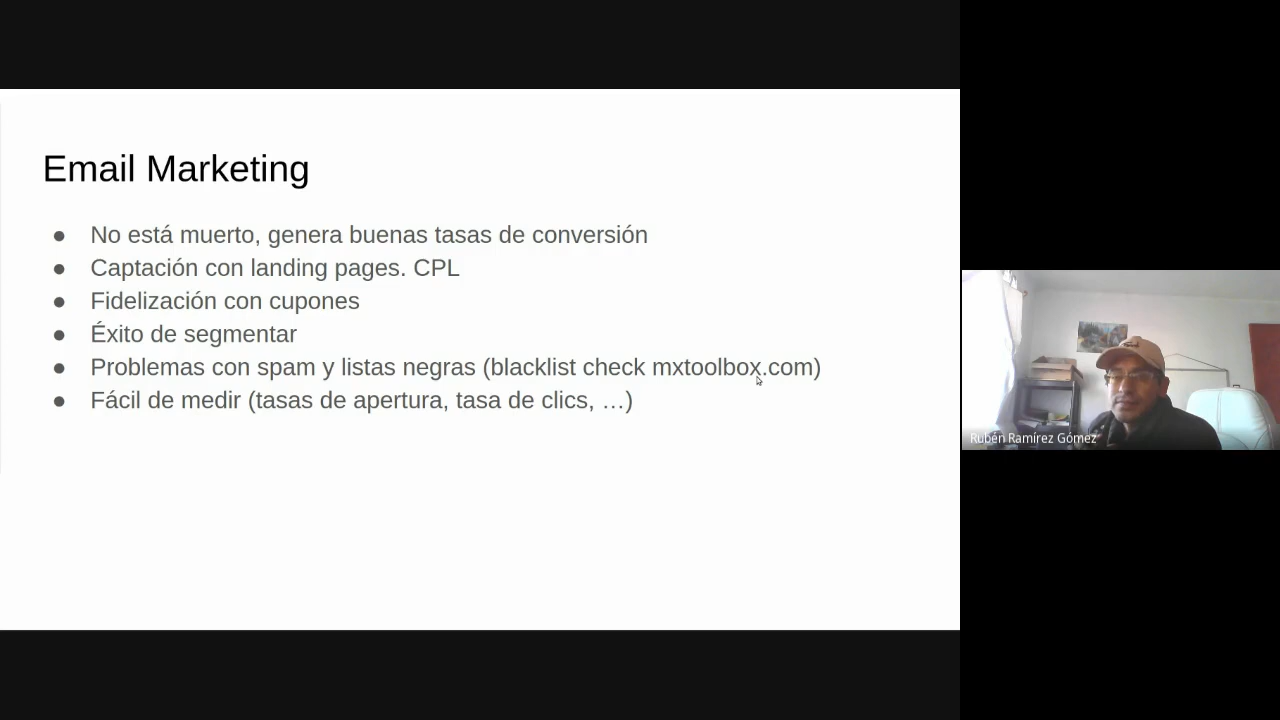 Email Marketing
● No está muerto, genera buenas tasas de conversión
● Captación con landing pages. CPL
● Fidelización con cupones
● Éxito de segmentar
● Problemas con spam y listas negras (blacklist check mxtoolbox.com)
● Fácil de medir (tasas de apertura, tasa de clics, …)
Rubén Ramírez Gómez